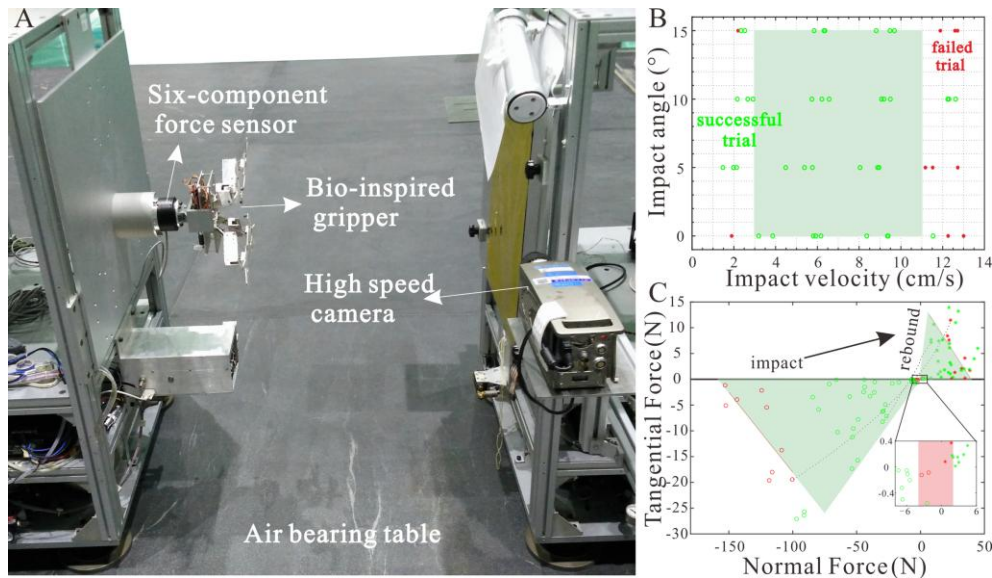 A
Six-component
force sensor
Bio-inspired
gripper
High speed
camera
Air bearing table
B
Impact angle (°)
15
10
5
0
successful
trial
failed
trial
0 2 4 6 8 10 12 14
Impact velocity (cm/s)
C
Tangential Force (N)
15
10
5
0
-5
-10
-15
-20
-25
-30
impact
rebound
0.4
0
-0.4
-6 0 6
-150 -100 -50 0 50
Normal Force (N)